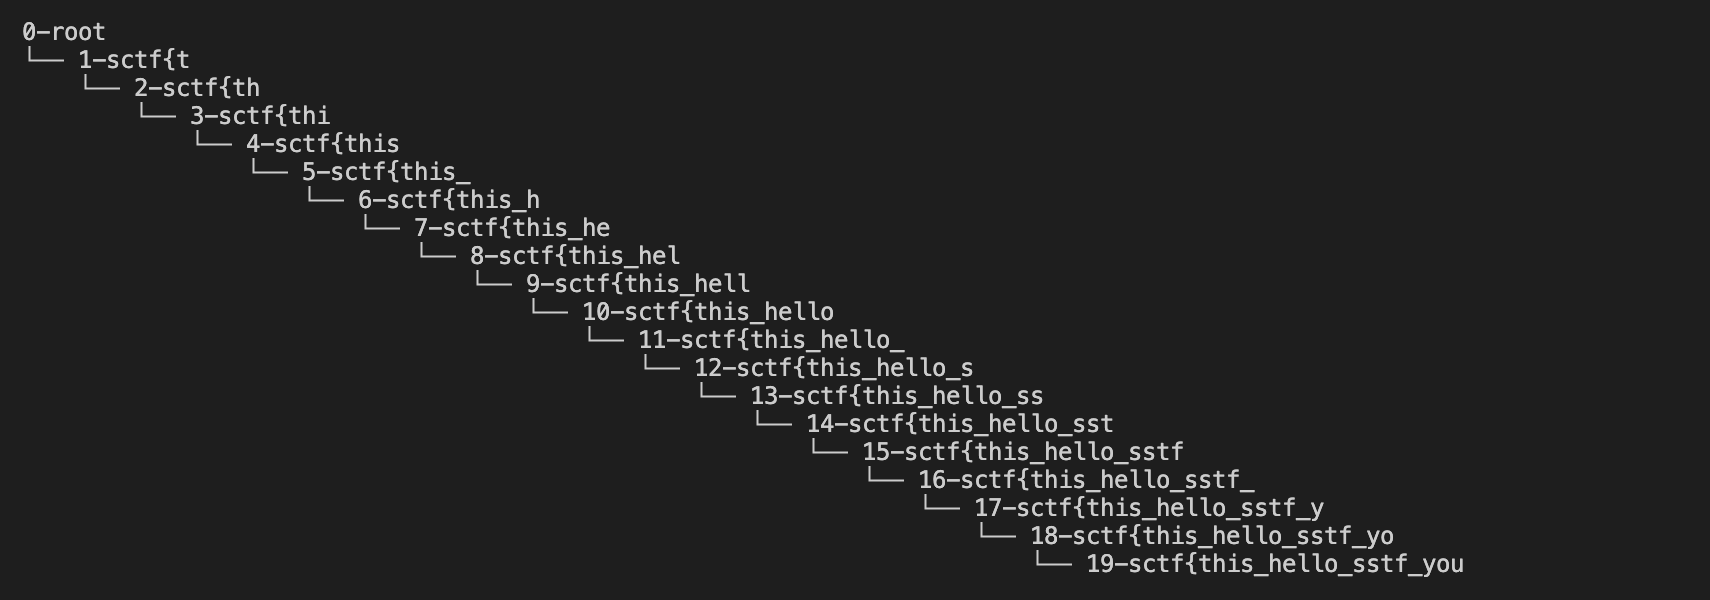 0-root
└── 1-sctf{t
    └── 2-sctf{th
        └── 3-sctf{thi
            └── 4-sctf{this
                └── 5-sctf{this_
                    └── 6-sctf{this_h
                        └── 7-sctf{this_he
                            └── 8-sctf{this_hel
                                └── 9-sctf{this_hell
                                    └── 10-sctf{this_hello
                                        └── 11-sctf{this_hello_
                                            └── 12-sctf{this_hello_s
                                                └── 13-sctf{this_hello_ss
                                                    └── 14-sctf{this_hello_sst
                                                        └── 15-sctf{this_hello_sstf
                                                            └── 16-sctf{this_hello_sstf_
                                                                └── 17-sctf{this_hello_sstf_y
                                                                    └── 18-sctf{this_hello_sstf_yo
                                                                        └── 19-sctf{this_hello_sstf_you